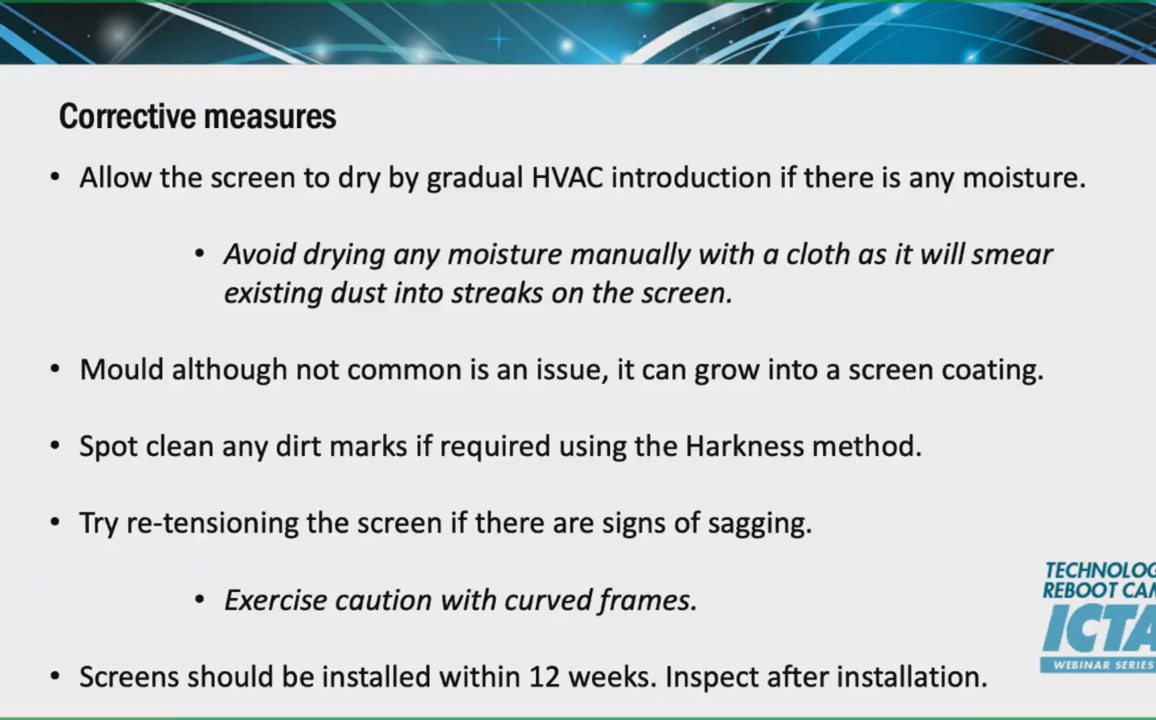 Corrective measures
• Allow the screen to dry by gradual HVAC introduction if there is any moisture.
• Avoid drying any moisture manually with a cloth as it will smear
existing dust into streaks on the screen.
• Mould although not common is an issue, it can grow into a screen coating.
• Spot clean any dirt marks if required using the Harkness method.
• Try re-tensioning the screen if there are signs of sagging.
• Exercise caution with curved frames.
• Screens should be installed within 12 weeks. Inspect after installation.
TECHNOLOG
REBOOT CAM
ICTA
WEBINAR SERIES